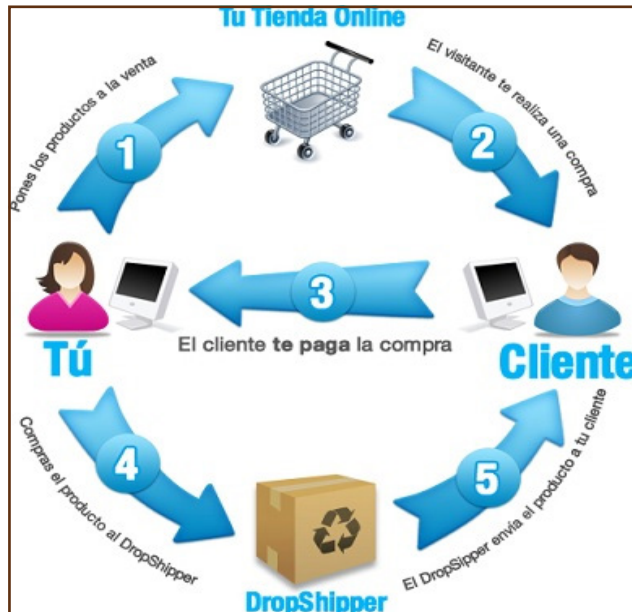 Tu Tienda Online
Pones los productos a la venta
1
El visitante te realiza una compra
2
3
El cliente te paga la compra
Tú
Cliente
Compras el producto al DropShipper
4
5
El DropSipper envía el producto a tu cliente
DropShipper